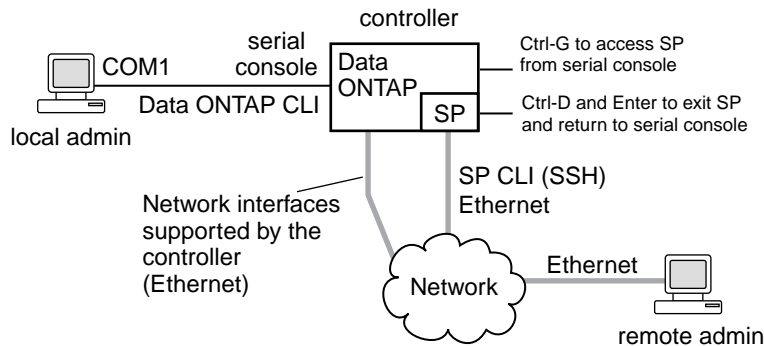 controller
serial
console
COM1
Data ONTAP CLI
local admin
Data
ONTAP
SP
Ctrl-G to access SP
from serial console
Ctrl-D and Enter to exit SP
and return to serial console
SP CLI (SSH)
Ethernet
Network interfaces
supported by the
controller
(Ethernet)
Network
Ethernet
remote admin